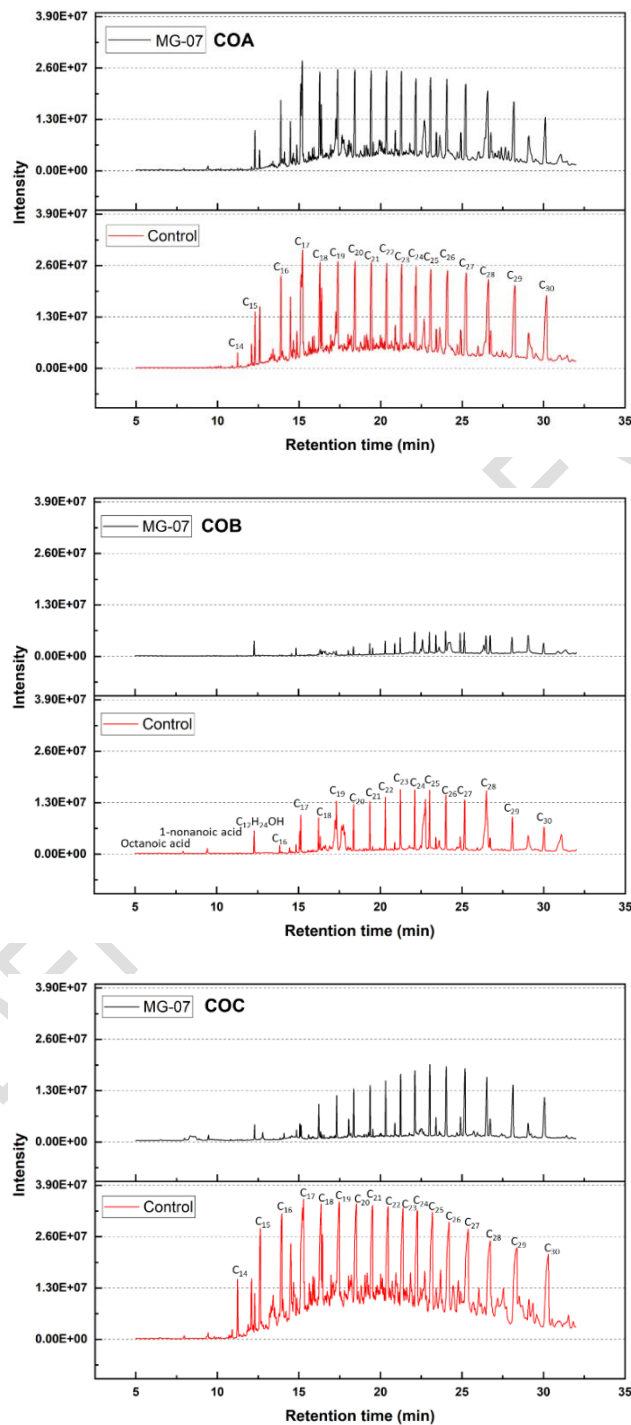 3.90E+07
MG-07 COA
2.60E+07
1.30E+07
0.00E+00
Intensity
3.90E+07
Control
2.60E+07
1.30E+07
0.00E+00
C14 C15 C16 C17 C18 C19 C20 C21 C22 C23 C24 C25 C26 C27 C28 C29 C30
5 10 15 20 25 30 35
Retention time (min)
3.90E+07
MG-07 COB
2.60E+07
1.30E+07
0.00E+00
Intensity
3.90E+07
Control
2.60E+07
1.30E+07
0.00E+00
Octanoic acid
1-nonanoic acid
C12H24OH
C16 C17 C18 C19 C20 C21 C22 C23 C24 C25 C26 C27 C28 C29 C30
5 10 15 20 25 30 35
Retention time (min)
3.90E+07
MG-07 COC
2.60E+07
1.30E+07
0.00E+00
Intensity
3.90E+07
Control
2.60E+07
1.30E+07
0.00E+00
C14 C15 C16 C17 C18 C19 C20 C21 C22 C23 C24 C25 C26 C27 C28 C29 C30
5 10 15 20 25 30 35
Retention time (min)